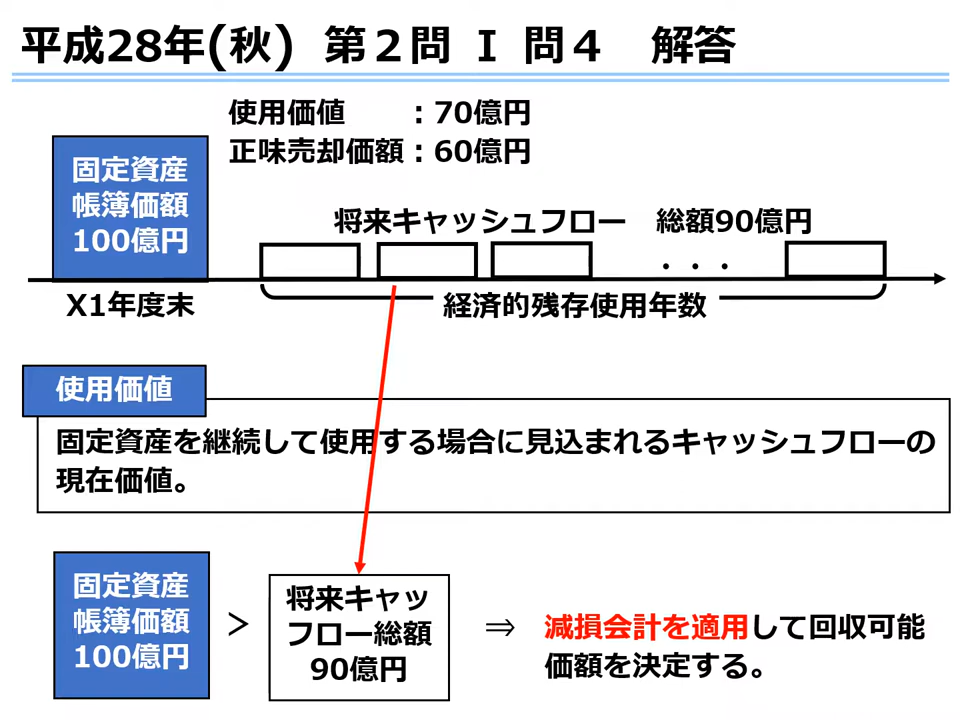 平成28年(秋) 第２問 Ⅰ 問４　解答
使用価値　　：70億円
正味売却価額：60億円
固定資産
帳簿価額
100億円
将来キャッシュフロー　総額90億円
・・・
X1年度末
経済的残存使用年数
使用価値
固定資産を継続して使用する場合に見込まれるキャッシュフローの
現在価値。
固定資産
帳簿価額
100億円
＞
将来キャッ
フロー総額
90億円
⇒
減損会計を適用して回収可能
価額を決定する。